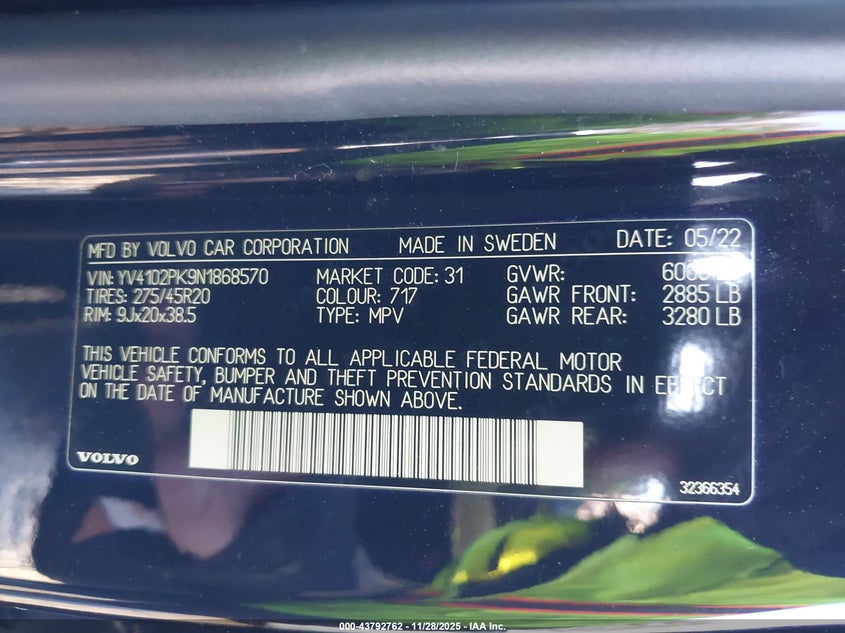 MFD BY VOLVO CAR CORPORATION MADE IN SWEDEN DATE: 05/22
VIN: YV4102PK9N1868570 MARKET CODE: 31 GVWR:
TIRES: 275/45R20 COLOUR: 717 GAWR FRONT: 2885 LB
RIM: 9Jx20x38.5 TYPE: MPV GAWR REAR: 3280 LB
THIS VEHICLE CONFORMS TO ALL APPLICABLE FEDERAL MOTOR
VEHICLE SAFETY, BUMPER AND THEFT PREVENTION STANDARDS IN EFFECT
ON THE DATE OF MANUFACTURE SHOWN ABOVE.
VOLVO
32366354
000-43792762 - 11/28/2025 - IAA Inc.